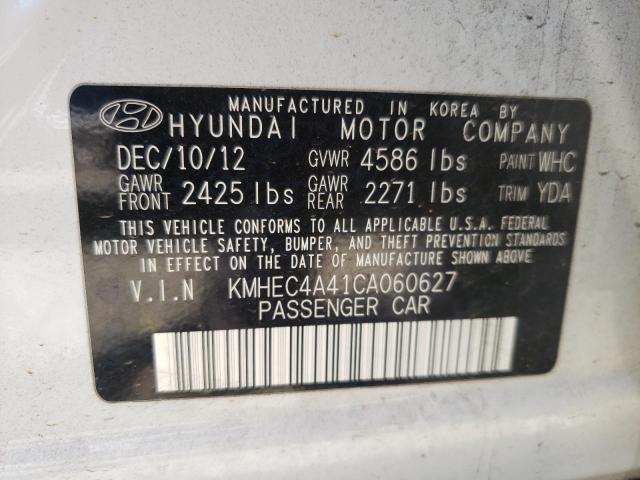 MANUFACTURED IN KOREA BY
HYUNDAI MOTOR COMPANY
DEC/10/12 GVWR 4586 lbs PAINT WHC
GAWR FRONT 2425 lbs GAWR REAR 2271 lbs TRIM YDA
THIS VEHICLE CONFORMS TO ALL APPLICABLE U.S.A. FEDERAL
MOTOR VEHICLE SAFETY, BUMPER, AND THEFT PREVENTION STANDARDS
IN EFFECT ON THE DATE OF MANUFACTURE SHOWN ABOVE.
V.I.N KMHEC4A41CA060627
PASSENGER CAR